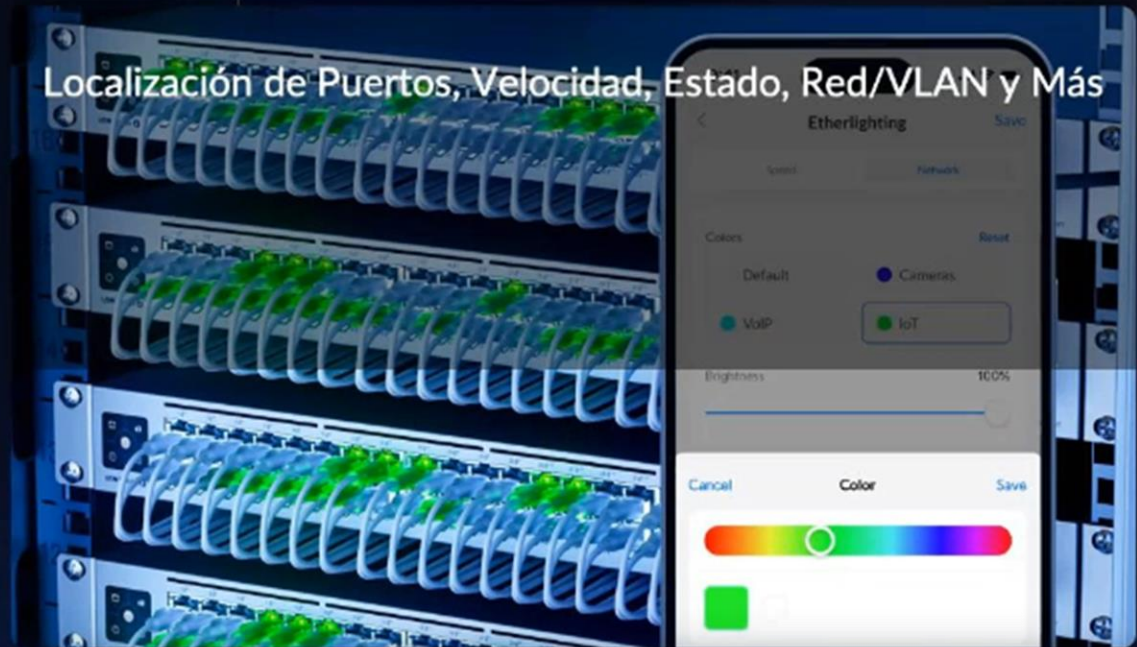 Localización de Puertos, Velocidad, Estado, Red/VLAN y Más
Etherlighting
Save
Speed
Network
Colors
Reset
Default
Cameras
VoIP
IoT
Brightness
100%
Cancel
Color
Save